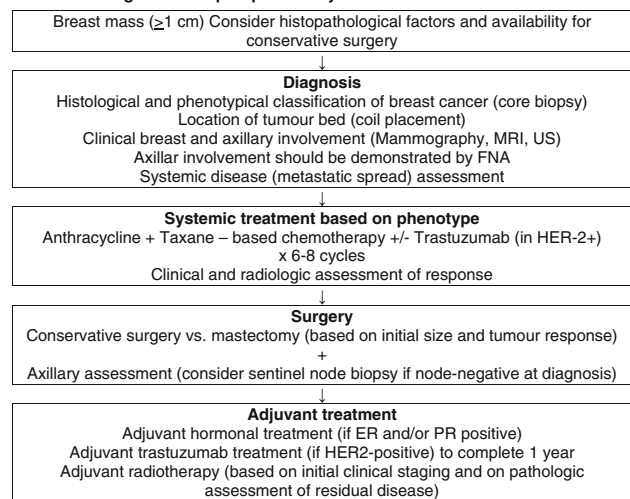 Breast mass (≥1 cm) Consider histopathological factors and availability for
conservative surgery
↓
Diagnosis
Histological and phenotypical classification of breast cancer (core biopsy)
Location of tumour bed (coil placement)
Clinical breast and axillary involvement (Mammography, MRI, US)
Axillar involvement should be demonstrated by FNA
Systemic disease (metastatic spread) assessment
↓
Systemic treatment based on phenotype
Anthracycline + Taxane – based chemotherapy +/- Trastuzumab (in HER-2+)
x 6-8 cycles
Clinical and radiologic assessment of response
↓
Surgery
Conservative surgery vs. mastectomy (based on initial size and tumour response)
+
Axillary assessment (consider sentinel node biopsy if node-negative at diagnosis)
↓
Adjuvant treatment
Adjuvant hormonal treatment (if ER and/or PR positive)
Adjuvant trastuzumab treatment (if HER2-positive) to complete 1 year
Adjuvant radiotherapy (based on initial clinical staging and on pathologic
assessment of residual disease)